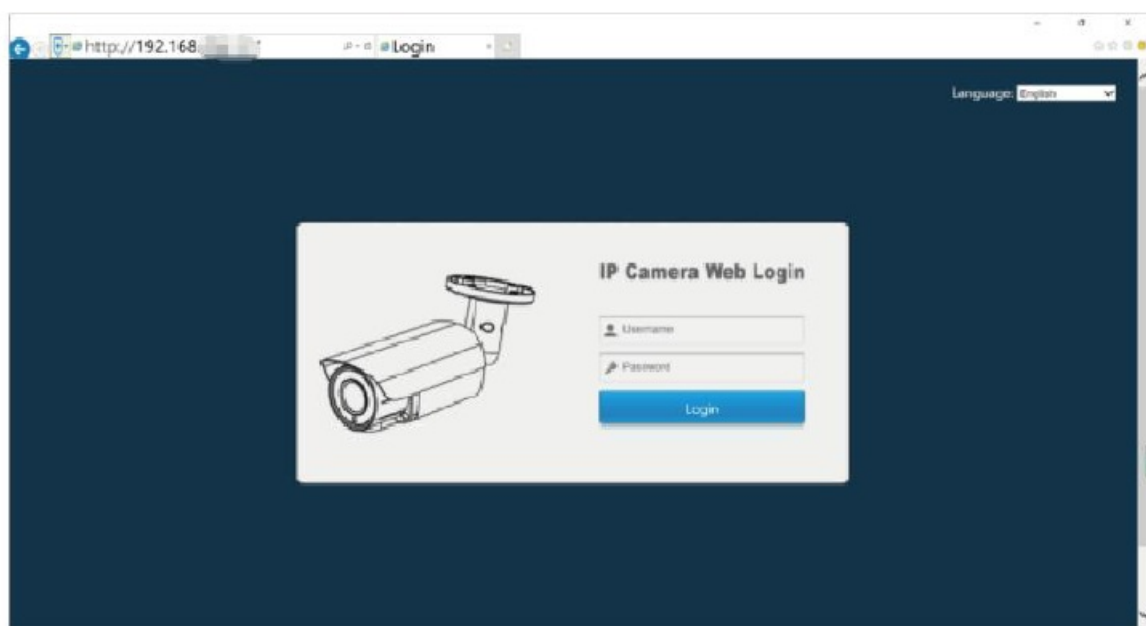 http://192.168.
Login
Language: English
IP Camera Web Login
Username
Password
Login